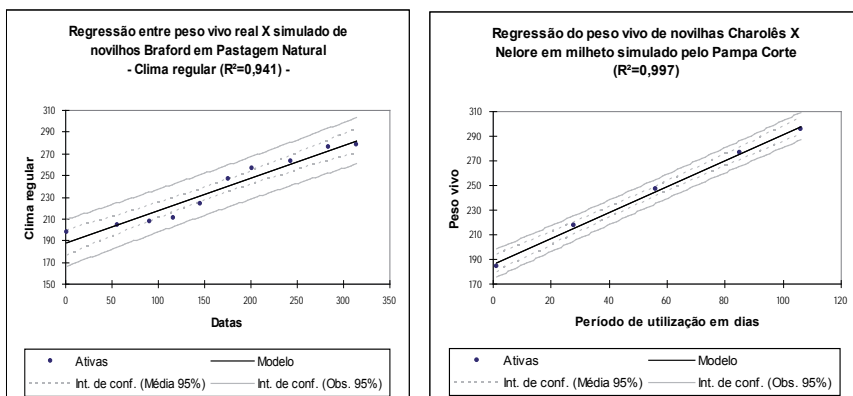 Regressão entre peso vivo real X simulado de
novilhos Braford em Pastagem Natural
- Clima regular (R²=0,941) -
Clima regular
310
290
270
250
230
210
190
170
150
0 50 100 150 200 250 300 350
Datas
Ativas Modelo
Int. de conf. (Média 95%) Int. de conf. (Obs. 95%)
Regressão do peso vivo de novilhas Charolês X
Nelore em milheto simulado pelo Pampa Corte
(R²=0,997)
Peso vivo
310
290
270
250
230
210
190
170
0 20 40 60 80 100 120
Período de utilização em dias
Ativas Modelo
Int. de conf. (Média 95%) Int. de conf. (Obs. 95%)